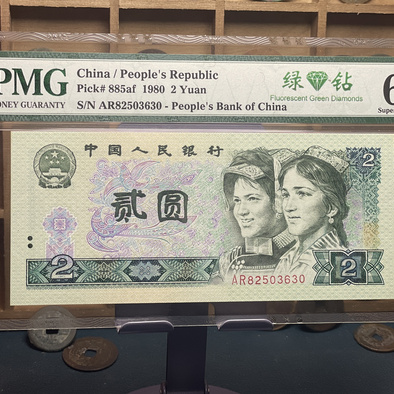 PMG
MONEY GUARANTY
China / People's Republic
Pick# 885af 1980 2 Yuan
S/N AR82503630 - People's Bank of China
绿 钻
Fluorescent Green Diamonds
6
Supe
中国人民银行
2
贰圆
2
AR82503630
2